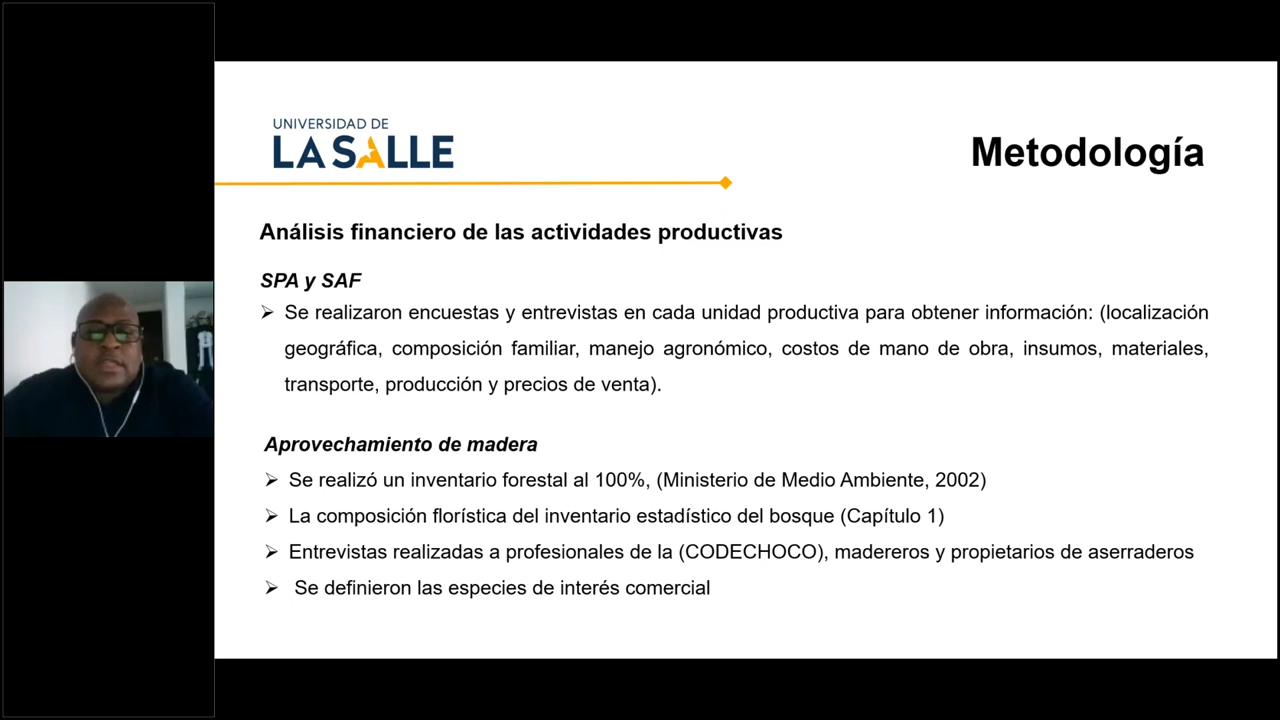 UNIVERSIDAD DE
LA SALLE
Metodología
Análisis financiero de las actividades productivas
SPA y SAF
➢ Se realizaron encuestas y entrevistas en cada unidad productiva para obtener información: (localización
geográfica, composición familiar, manejo agronómico, costos de mano de obra, insumos, materiales,
transporte, producción y precios de venta).
Aprovechamiento de madera
➢ Se realizó un inventario forestal al 100%, (Ministerio de Medio Ambiente, 2002)
➢ La composición florística del inventario estadístico del bosque (Capítulo 1)
➢ Entrevistas realizadas a profesionales de la (CODECHOCO), madereros y propietarios de aserraderos
➢ Se definieron las especies de interés comercial